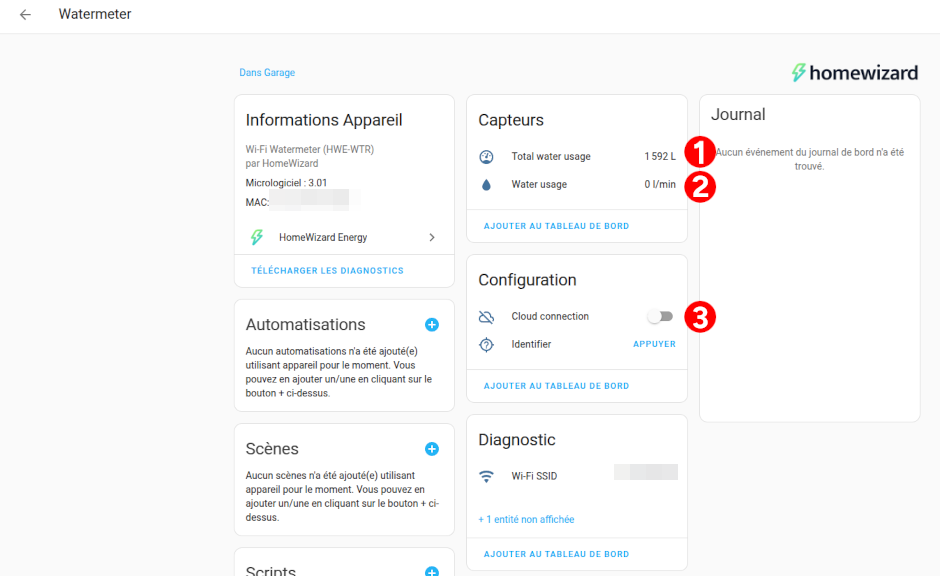 Watermeter
Dans Garage
homewizard
Informations Appareil
Wi-Fi Watermeter (HWE-WTR)
par HomeWizard
Micrologiciel : 3.01
MAC:
HomeWizard Energy
TÉLÉCHARGER LES DIAGNOSTICS
Automatisations
Aucun automatisations n'a été ajouté(e)
utilisant appareil pour le moment. Vous
pouvez en ajouter un/une en cliquant sur le
bouton + ci-dessus.
Scènes
Aucun scènes n'a été ajouté(e) utilisant
appareil pour le moment. Vous pouvez en
ajouter un/une en cliquant sur le bouton + ci-
dessus.
Scripts
Capteurs
Total water usage 1 592 L 1
Water usage 0 l/min 2
AJOUTER AU TABLEAU DE BORD
Configuration
Cloud connection 3
Identifier APPUYER
AJOUTER AU TABLEAU DE BORD
Diagnostic
Wi-Fi SSID
+ 1 entité non affichée
AJOUTER AU TABLEAU DE BORD
Journal
Aucun événement du journal de bord n'a été
trouvé.